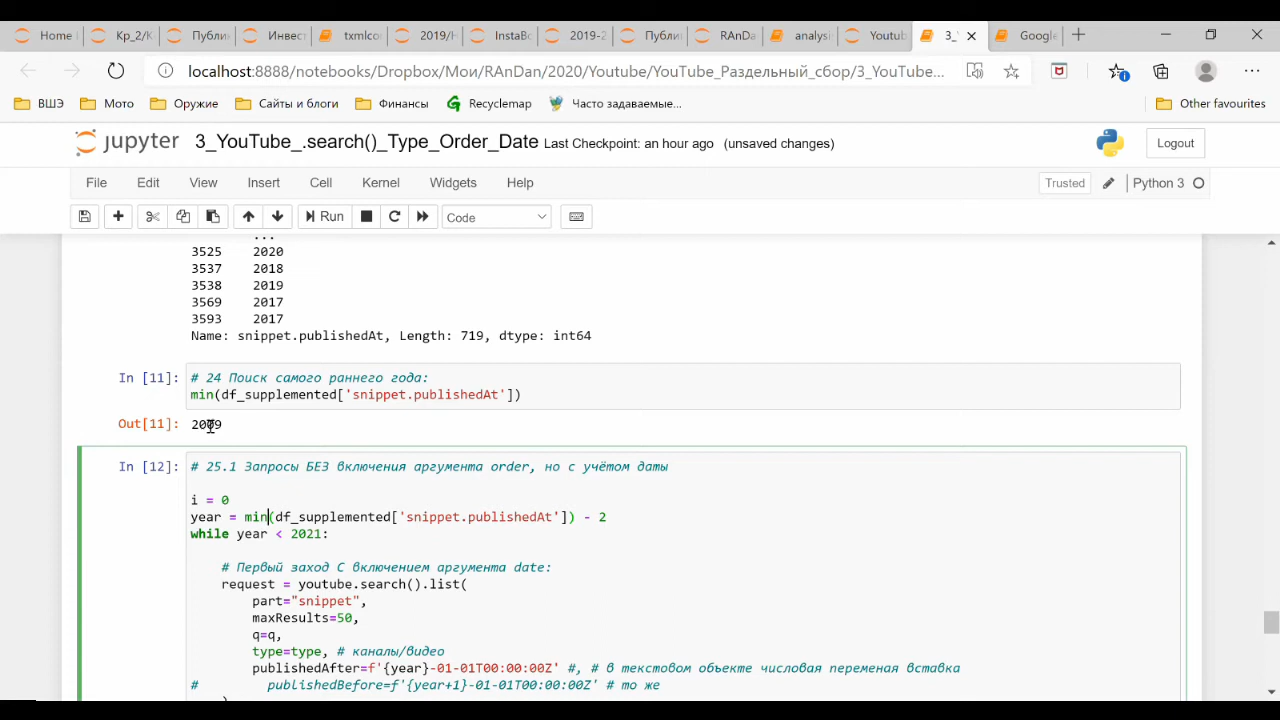 Home
Кр_2/К
Публи
Инвест
txmlco
2019/H
InstaBo
2019-2
Публи
RAnDa
analysi
Youtub
3_Y
Google
localhost:8888/notebooks/Dropbox/Мои/RAnDan/2020/Youtube/YouTube_Раздельный_сбор/3_YouTube...
ВШЭ
Мото
Оружие
Сайты и блоги
Финансы
Recyclemap
Часто задаваемые...
Other favourites
jupyter 3_YouTube_.search()_Type_Order_Date Last Checkpoint: an hour ago (unsaved changes)
Logout
File Edit View Insert Cell Kernel Widgets Help
Trusted
Python 3
Run
Code
...
3525 2020
3537 2018
3538 2019
3569 2017
3593 2017
Name: snippet.publishedAt, Length: 719, dtype: int64
In [11]: # 24 Поиск самого раннего года:
min(df_supplemented['snippet.publishedAt'])
Out[11]: 2009
In [12]: # 25.1 Запросы БЕЗ включения аргумента order, но с учётом даты
i = 0
year = min(df_supplemented['snippet.publishedAt']) - 2
while year < 2021:
# Первый заход С включением аргумента date:
request = youtube.search().list(
part="snippet",
maxResults=50,
q=q,
type=type, # каналы/видео
publishedAfter=f'{year}-01-01T00:00:00Z' #, # в текстовом объекте числовая переменая вставка
# publishedBefore=f'{year+1}-01-01T00:00:00Z' # то же